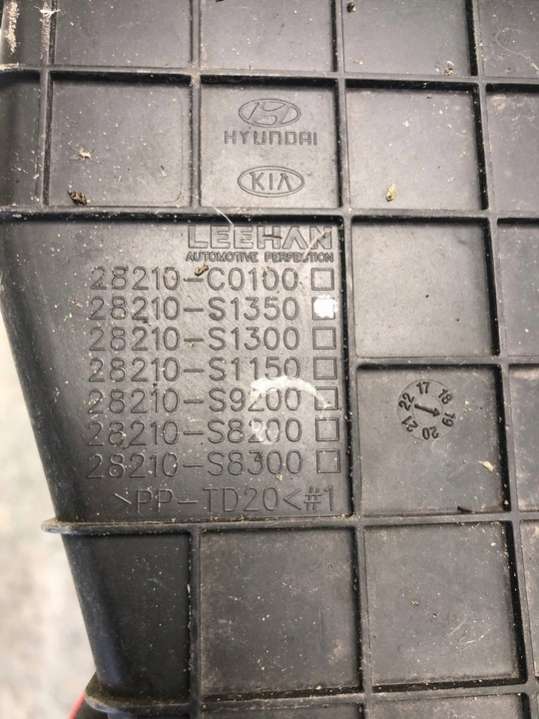 HYUNDAI
KIA
LEEHAN
AUTOMOTIVE PERFECTION
28210-C0100
28210-S1350
28210-S1300
28210-S1150
28210-S9200
28210-S8200
28210-S8300
>PP-TD20<#1
17 18 19 20 21 22